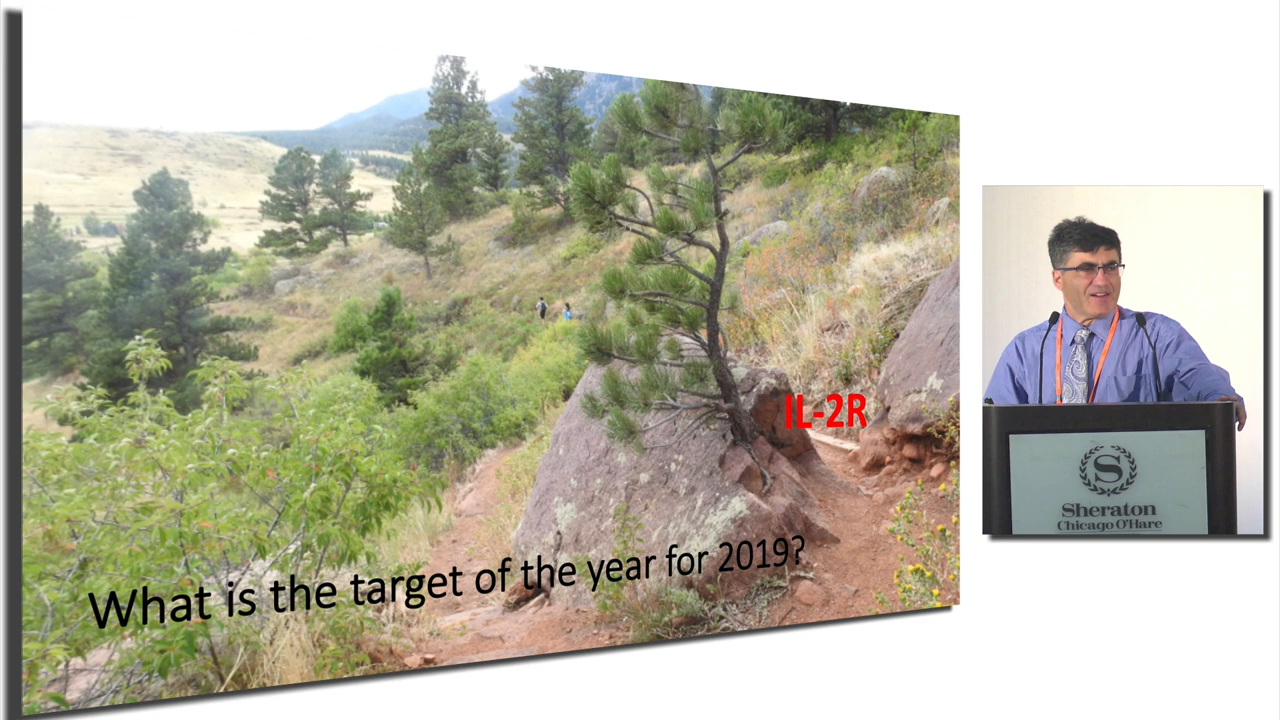 IL-2R
What is the target of the year for 2019?
S
Sheraton
Chicago O'Hare